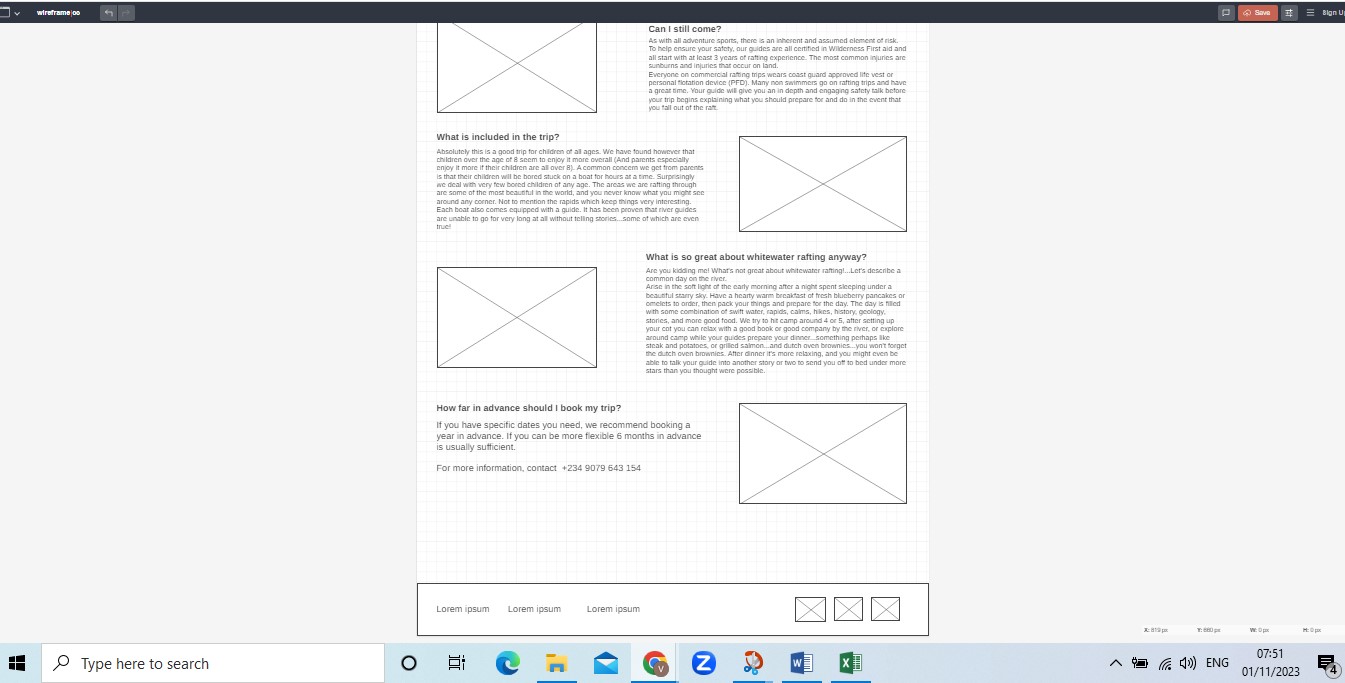 wireframe|cc
Save
Sign U
Can I still come?
As with all adventure sports, there is an inherent and assumed element of risk.
To help ensure your safety, our guides are all certified in Wilderness First aid and
all start with at least 3 years of rafting experience. The most common injuries are
sunburns and injuries that occur on land.
Everyone on commercial rafting trips wears coast guard approved life vest or
personal flotation device (PFD). Many non swimmers go on rafting trips and have
a great time. Your guide will give you an in depth and engaging safety talk before
your trip begins explaining what you should prepare for and do in the event that
you fall out of the raft.
What is included in the trip?
Absolutely this is a good trip for children of all ages. We have found however that
children over the age of 8 seem to enjoy it more overall (And parents especially
enjoy it more if their children are all over 8). A common concern we get from parents
is that their children will be bored stuck on a boat for hours at a time. Surprisingly
we deal with very few bored children of any age. The areas we are rafting through
are some of the most beautiful in the world, and you never know what you might see
around any corner. Not to mention the rapids which keep things very interesting.
Each boat also comes equipped with a guide. It has been proven that river guides
are unable to go for very long at all without telling stories...some of which are even
true!
What is so great about whitewater rafting anyway?
Are you kidding me! What's not great about whitewater rafting!...Let's describe a
common day on the river.
Arise in the soft light of the early morning after a night spent sleeping under a
beautiful starry sky. Have a hearty warm breakfast of fresh blueberry pancakes or
omelets to order, then pack your things and prepare for the day. The day is filled
with some combination of swift water, rapids, calms, hikes, history, geology,
stories, and more good food. We try to hit camp around 4 or 5, after setting up
your cot you can relax with a good book or good company by the river, or explore
around camp while your guides prepare your dinner...something perhaps like
steak and potatoes, or grilled salmon...and dutch oven brownies...you won't forget
the dutch oven brownies. After dinner it's more relaxing, and you might even be
able to talk your guide into another story or two to send you off to bed under more
stars than you thought were possible.
How far in advance should I book my trip?
If you have specific dates you need, we recommend booking a
year in advance. If you can be more flexible 6 months in advance
is usually sufficient.
For more information, contact +234 9079 643 154
Lorem ipsum Lorem ipsum Lorem ipsum
X: 819 px Y: 660 px W: 0 px H: 0 px
Type here to search
V
Z
W
X
ENG
07:51
01/11/2023
4